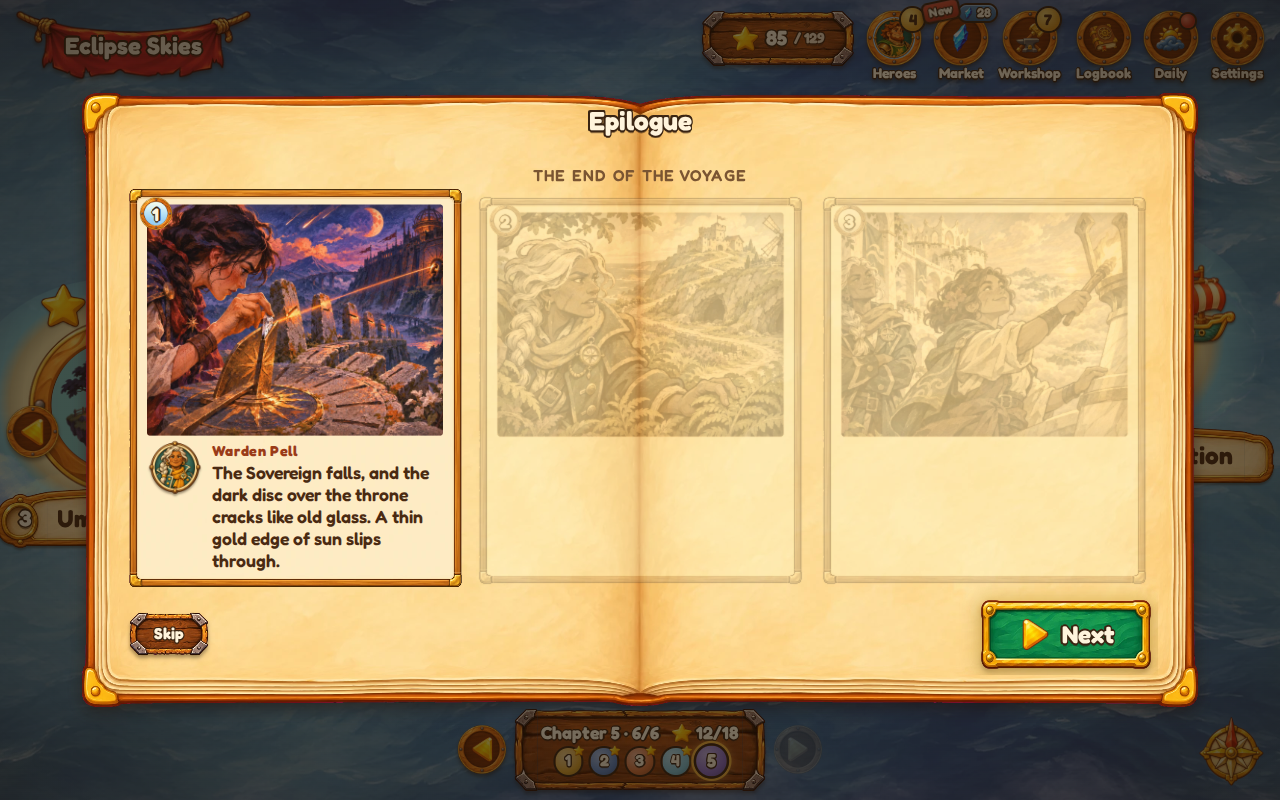 Eclipse Skies
85 / 129
4
New
28
7
Heroes
Market
Workshop
Logbook
Daily
Settings
Epilogue
THE END OF THE VOYAGE
1
2
3
Warden Pell
The Sovereign falls, and the
dark disc over the throne
cracks like old glass. A thin
gold edge of sun slips
through.
3
Skip
Next
Chapter 5 · 6/6
12/18
1
2
3
4
5